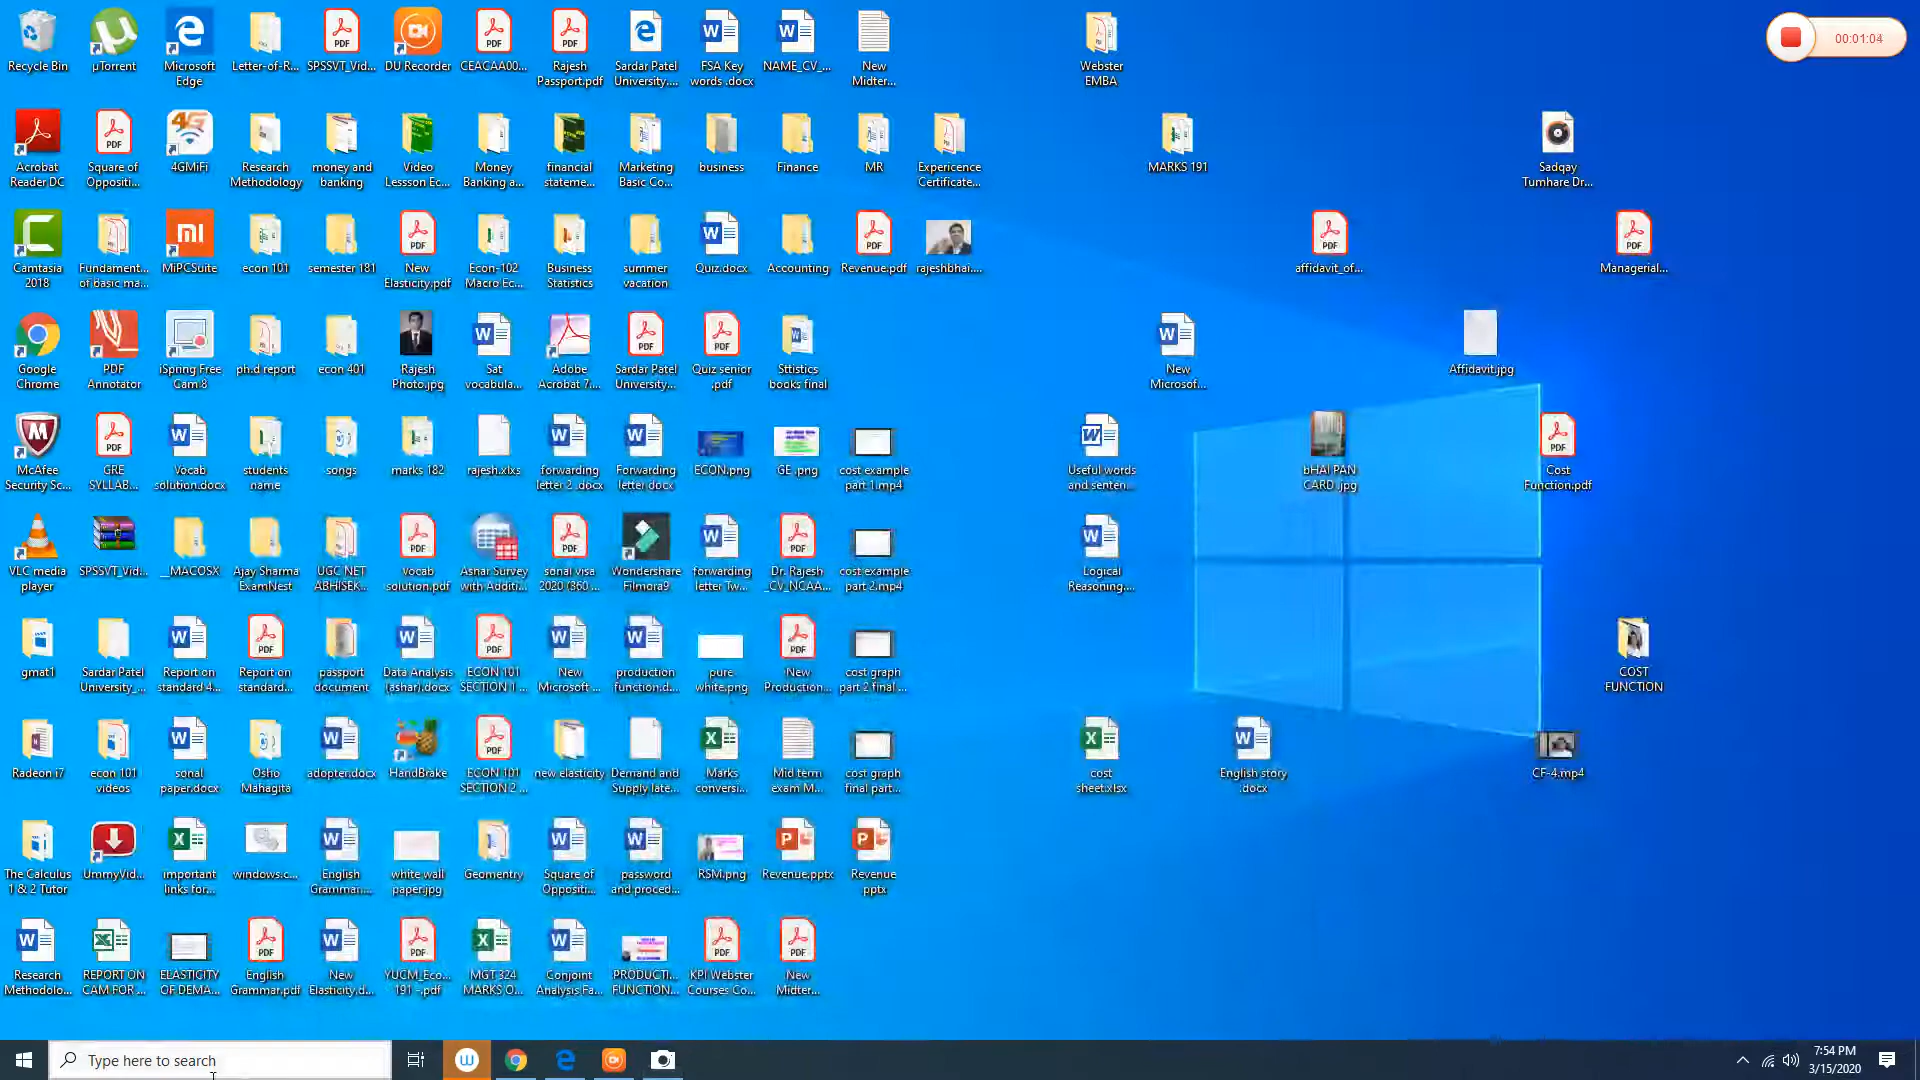 00:01:04
Recycle Bin
µTorrent
Microsoft
Edge
Letter-of-R...
SPSSVT_Vid...
DU Recorder
CEACAA00...
Rajesh
Passport.pdf
Sardar Patel
University....
FSA Key
words .docx
NAME_CV_...
New
Midter...
Webster
EMBA
Acrobat
Reader DC
Square of
Oppositi...
4GMiFi
Research
Methodology
money and
banking
Video
Lessson Ec...
Money
Banking a...
financial
stateme...
Marketing
Basic Co...
business
Finance
MR
Expericence
Certificate...
MARKS 191
Sadqay
Tumhare Dr...
Camtasia
2018
Fundament...
of basic ma...
MiPCSuite
econ 101
semester 181
New
Elasticity.pdf
Econ-102
Macro Ec...
Business
Statistics
summer
vacation
Quiz.docx
Accounting
Revenue.pdf
rajeshbhai....
affidavit_of...
Managerial...
Google
Chrome
PDF
Annotator
iSpring Free
Cam 8
ph.d report
econ 401
Rajesh
Photo.jpg
Sat
vocabula...
Adobe
Acrobat 7....
Sardar Patel
University...
Quiz senior
.pdf
Sttistics
books final
New
Microsof...
Affidavit.jpg
McAfee
Security Sc...
GRE
SYLLAB...
Vocab
solution.docx
students
name
songs
marks 182
rajesh.xlxs
forwarding
letter 2 .docx
Forwarding
letter docx
ECON.png
GE .png
cost example
part 1.mp4
Useful words
and senten...
bHAI PAN
CARD .jpg
Cost
Function.pdf
VLC media
player
SPSSVT_Vid...
__MACOSX
Ajay Sharma
ExamNest
UGC NET
ABHISEK...
vocab
solution.pdf
Asnar Survey
with Additi...
sonal visa
2020 (360 ...
Wondershare
Filmora9
forwarding
letter Tw...
Dr. Rajesh
_CV_NCAA...
cost example
part 2.mp4
Logical
Reasoning....
gmat1
Sardar Patel
University_...
Report on
standard 4...
Report on
standard...
passport
document
Data Analysis
(ashar).docx
ECON 101
SECTION 1 ...
New
Microsoft ...
production
function.d...
pure
white.png
New
Production...
cost graph
part 2 final ...
COST
FUNCTION
Radeon i7
econ 101
videos
sonal
paper.docx
Osho
Mahagita
adopter.docx
HandBrake
ECON 101
SECTION 2 ...
new elasticity
Demand and
Supply late...
Marks
conversi...
Mid term
exam M...
cost graph
final part...
cost
sheet.xlsx
English story
.docx
CF-4.mp4
The Calculus
1 & 2 Tutor
UmmyVid...
important
links for...
windows.c...
English
Grammar....
white wall
paper.jpg
Geometry
Square of
Oppositi...
password
and proced...
RSM.png
Revenue.pptx
Revenue
pptx
Research
Methodolo...
REPORT ON
CAM FOR ...
ELASTICITY
OF DEMA...
English
Grammar.pdf
New
Elasticity.d...
YUCM_Eco...
191 -.pdf
MGT 324
MARKS O...
Conjoint
Analysis Fa...
PRODUCTI...
FUNCTION...
KPI Webster
Courses Co...
New
Midter...
Type here to search
7:54 PM
3/15/2020